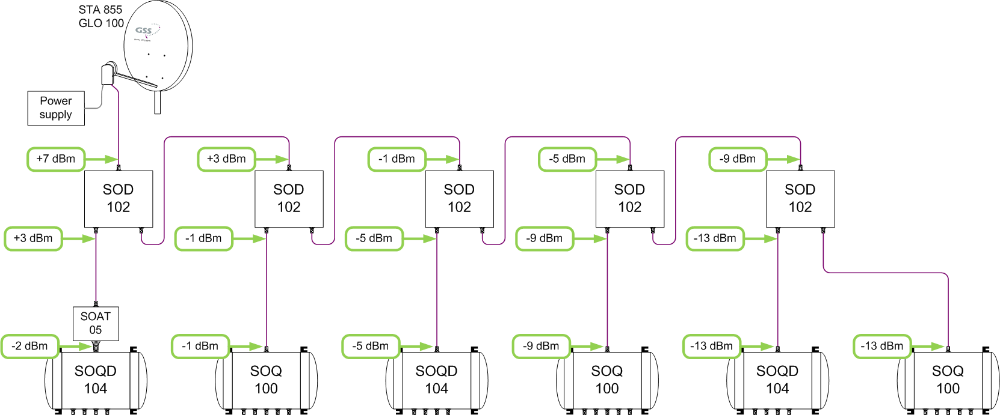 STA 855
GLO 100
GSS
Power
supply
+7 dBm
+3 dBm
-1 dBm
-5 dBm
-9 dBm
SOD
102
SOD
102
SOD
102
SOD
102
SOD
102
+3 dBm
-1 dBm
-5 dBm
-9 dBm
-13 dBm
SOAT
05
-2 dBm
-1 dBm
-5 dBm
-9 dBm
-13 dBm
-13 dBm
SOQD
104
SOQ
100
SOQD
104
SOQ
100
SOQD
104
SOQ
100